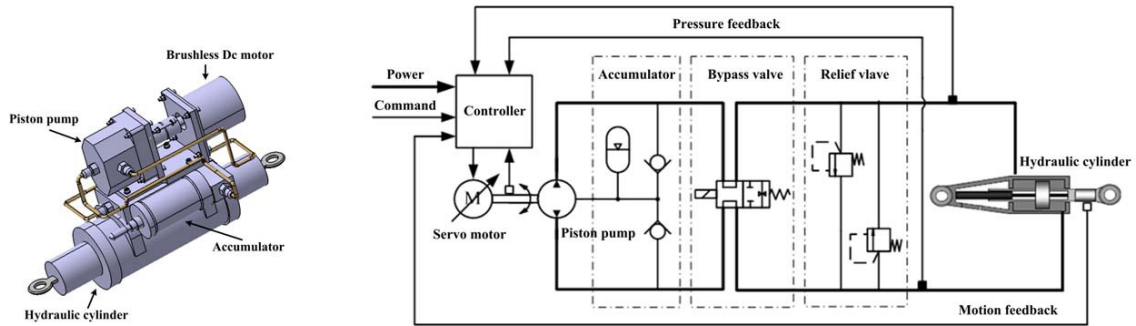 Brushless Dc motor
Piston pump
Accumulator
Hydraulic cylinder
Pressure feedback
Power
Command
Controller
Accumulator
Bypass valve
Relief vlave
Hydraulic cylinder
M
Servo motor
Piston pump
Motion feedback